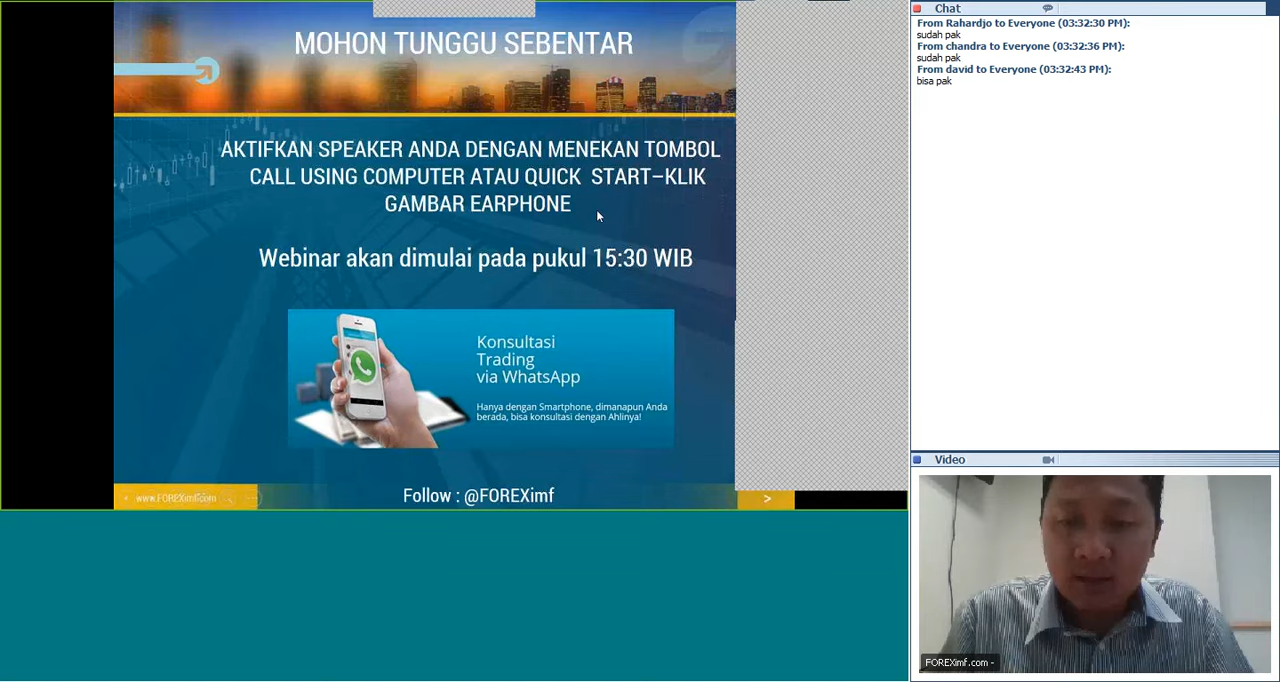 MOHON TUNGGU SEBENTAR
AKTIFKAN SPEAKER ANDA DENGAN MENEKAN TOMBOL
CALL USING COMPUTER ATAU QUICK START–KLIK
GAMBAR EARPHONE
Webinar akan dimulai pada pukul 15:30 WIB
Konsultasi
Trading
via WhatsApp
Hanya dengan Smartphone, dimanapun Anda
berada, bisa konsultasi dengan Ahlinya!
www.FOREXimf.com
Follow : @FOREXimf
>
Chat
From Rahardjo to Everyone (03:32:30 PM):
sudah pak
From chandra to Everyone (03:32:36 PM):
sudah pak
From david to Everyone (03:32:43 PM):
bisa pak
Video
FOREXimf.com -